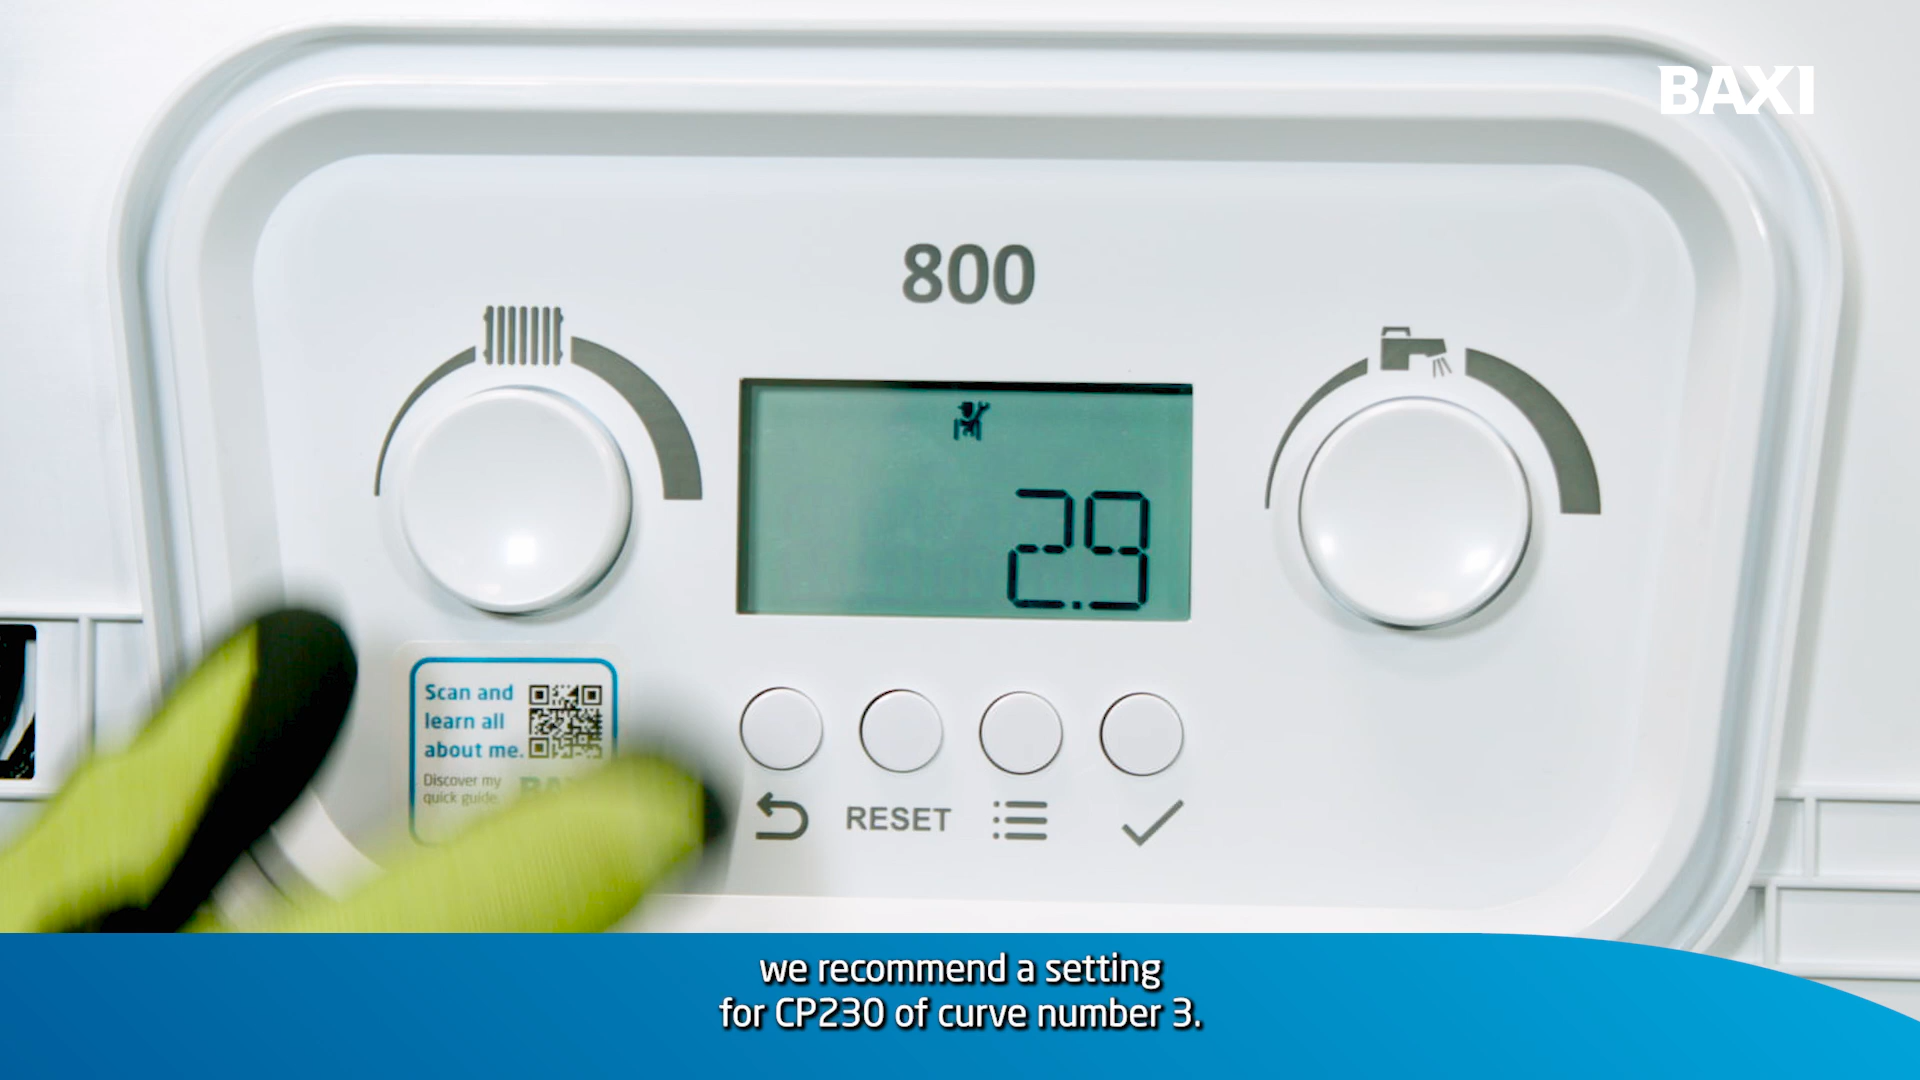 BAXI
800
2.9
Scan and
learn all
about me.
Discover my
quick guide.
RESET
we recommend a setting
for CP230 of curve number 3.